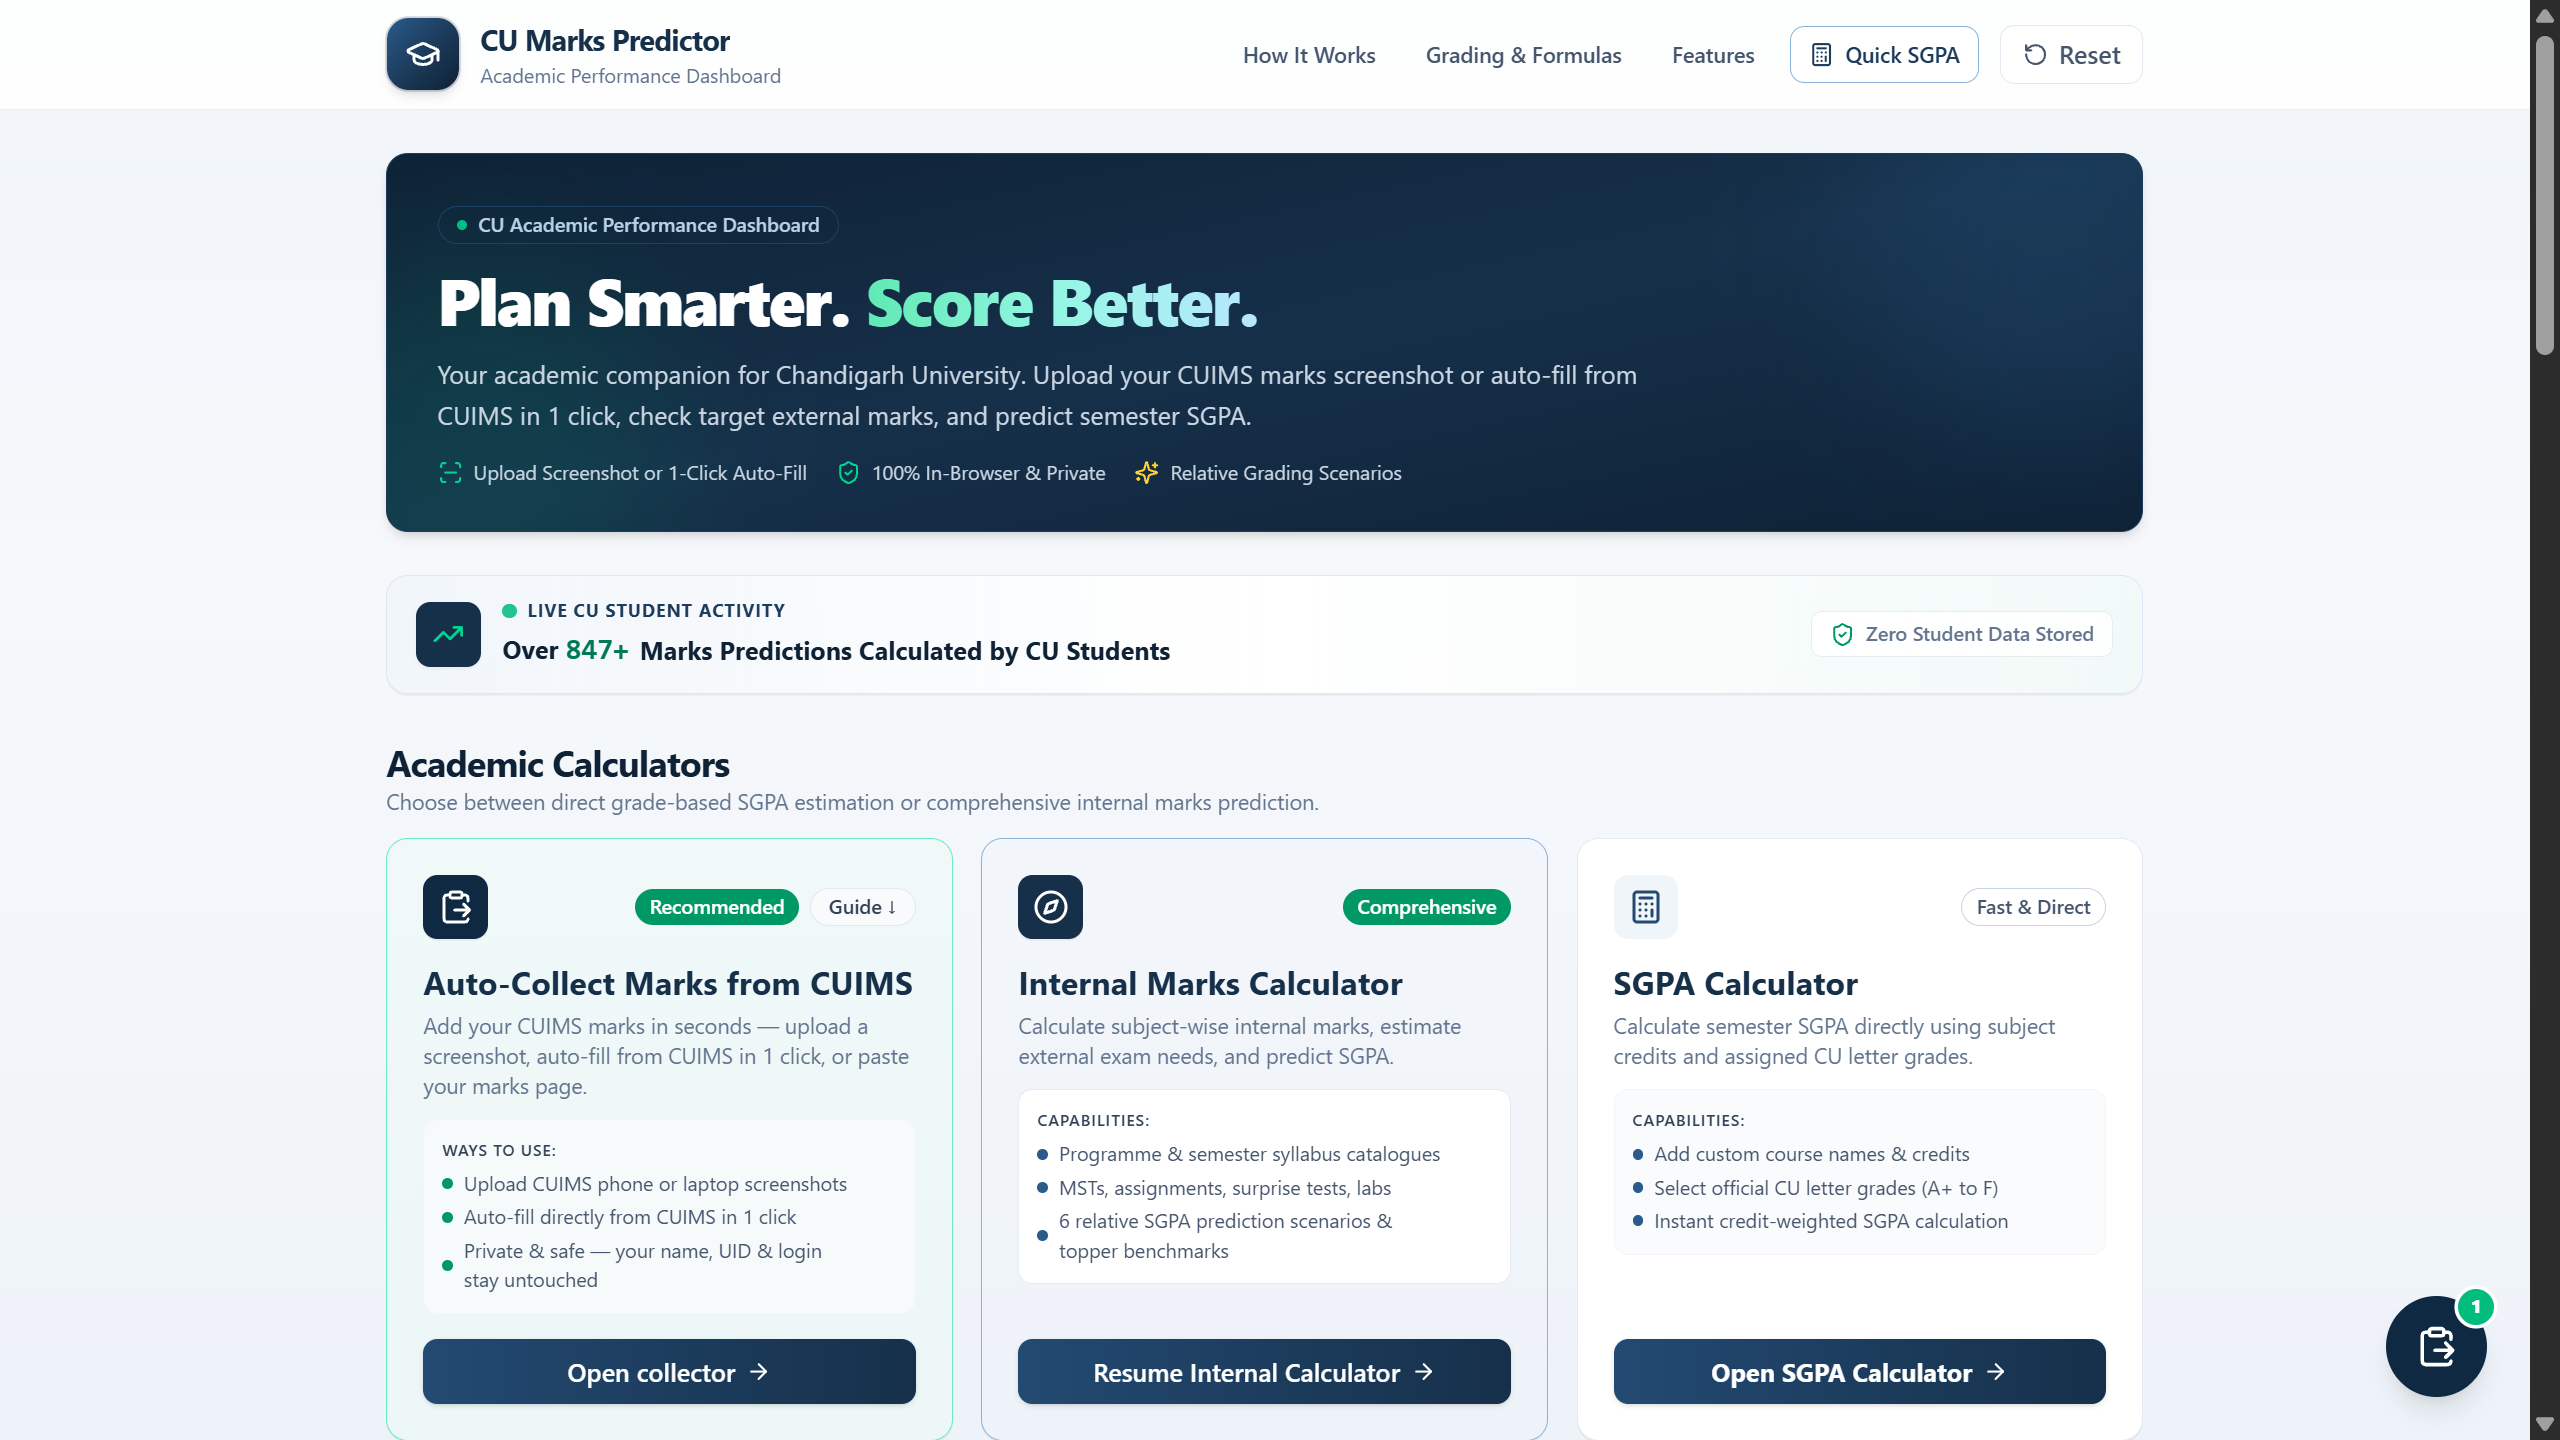 CU Marks Predictor
Academic Performance Dashboard
How It Works
Grading & Formulas
Features
Quick SGPA
Reset
CU Academic Performance Dashboard
Plan Smarter. Score Better.
Your academic companion for Chandigarh University. Upload your CUIMS marks screenshot or auto-fill from
CUIMS in 1 click, check target external marks, and predict semester SGPA.
Upload Screenshot or 1-Click Auto-Fill
100% In-Browser & Private
Relative Grading Scenarios
LIVE CU STUDENT ACTIVITY
Over 847+ Marks Predictions Calculated by CU Students
Zero Student Data Stored
Academic Calculators
Choose between direct grade-based SGPA estimation or comprehensive internal marks prediction.
Recommended
Guide ↓
Auto-Collect Marks from CUIMS
Add your CUIMS marks in seconds — upload a
screenshot, auto-fill from CUIMS in 1 click, or paste
your marks page.
WAYS TO USE:
Upload CUIMS phone or laptop screenshots
Auto-fill directly from CUIMS in 1 click
Private & safe — your name, UID & login
stay untouched
Open collector →
Comprehensive
Internal Marks Calculator
Calculate subject-wise internal marks, estimate
external exam needs, and predict SGPA.
CAPABILITIES:
Programme & semester syllabus catalogues
MSTs, assignments, surprise tests, labs
6 relative SGPA prediction scenarios &
topper benchmarks
Resume Internal Calculator →
Fast & Direct
SGPA Calculator
Calculate semester SGPA directly using subject
credits and assigned CU letter grades.
CAPABILITIES:
Add custom course names & credits
Select official CU letter grades (A+ to F)
Instant credit-weighted SGPA calculation
Open SGPA Calculator →
1